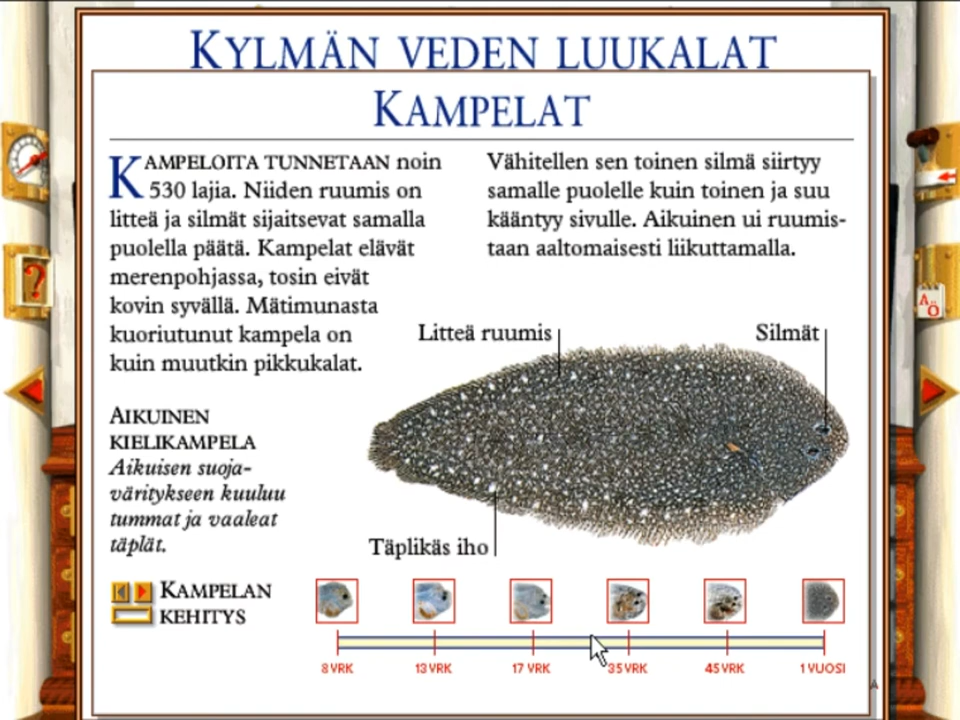 KYLMÄN VEDEN LUUKALAT
KAMPELAT
KAMPELOITA TUNNETAAN noin
530 lajia. Niiden ruumis on
litteä ja silmät sijaitsevat samalla
puolella päätä. Kampelat elävät
merenpohjassa, tosin eivät
kovin syvällä. Mätimunasta
kuoriutunut kampela on
kuin muutkin pikkukalat.
Vähitellen sen toinen silmä siirtyy
samalle puolelle kuin toinen ja suu
kääntyy sivulle. Aikuinen ui ruumis-
taan aaltomaisesti liikuttamalla.
Litteä ruumis
Silmät
AIKUINEN
KIELIKAMPELA
Aikuisen suoja-
väritykseen kuuluu
tummat ja vaaleat
täplät.
Täplikäs iho
KAMPELAN
KEHITYS
8 VRK
13 VRK
17 VRK
35 VRK
45 VRK
1 VUOSI
?
A
Ö
A